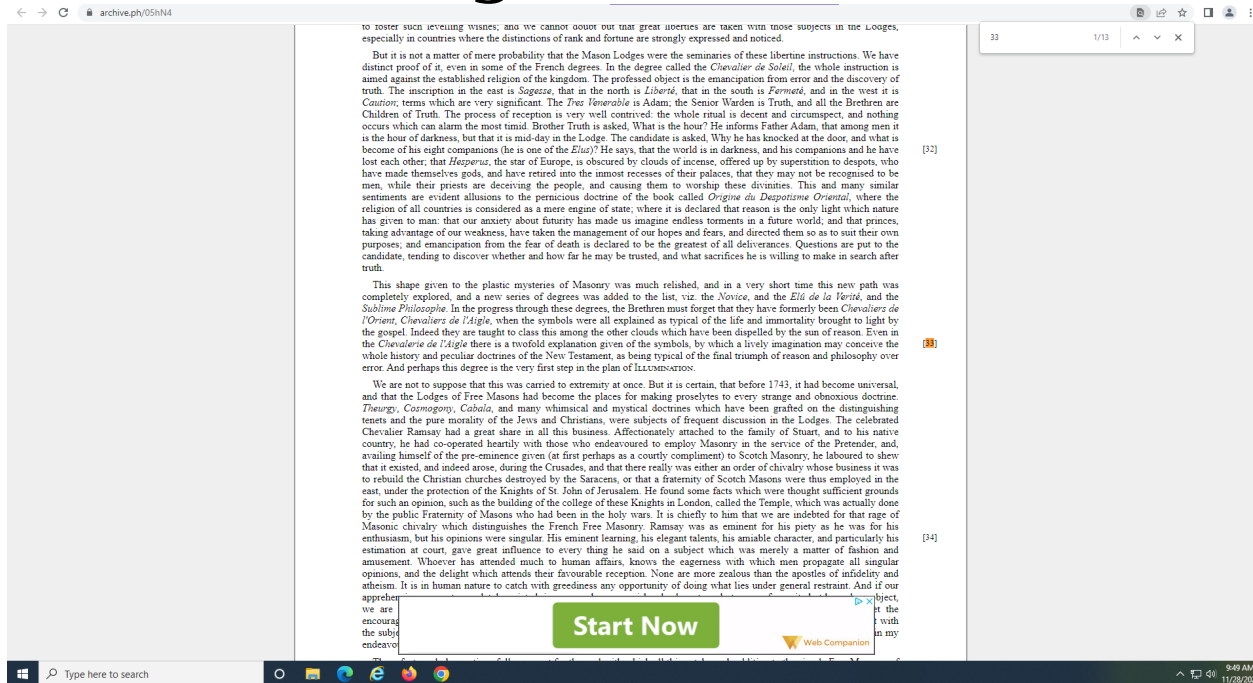 archive.ph/05hN4
33
1/13
to foster such levelling wishes; and we cannot doubt but that great liberties are taken with those subjects in the Lodges,
especially in countries where the distinctions of rank and fortune are strongly expressed and noticed.
But it is not a matter of mere probability that the Mason Lodges were the seminaries of these libertine instructions. We have
distinct proof of it, even in some of the French degrees. In the degree called the Chevalier de Soleil, the whole instruction is
aimed against the established religion of the kingdom. The professed object is the emancipation from error and the discovery of
truth. The inscription in the east is Sagesse, that in the north is Liberté, that in the south is Fermeté, and in the west it is
Caution; terms which are very significant. The Tres Venerable is Adam; the Senior Warden is Truth, and all the Brethren are
Children of Truth. The process of reception is very well contrived: the whole ritual is decent and circumspect, and nothing
occurs which can alarm the most timid. Brother Truth is asked, What is the hour? He informs Father Adam, that among men it
is the hour of darkness, but that it is mid-day in the Lodge. The candidate is asked, Why he has knocked at the door, and what is
become of his eight companions (he is one of the Elus)? He says, that the world is in darkness, and his companions and he have
[32]
lost each other; that Hesperus, the star of Europe, is obscured by clouds of incense, offered up by superstition to despots, who
have made themselves gods, and have retired into the inmost recesses of their palaces, that they may not be recognised to be
men, while their priests are deceiving the people, and causing them to worship these divinities. This and many similar
sentiments are evident allusions to the pernicious doctrine of the book called Origine du Despotisme Oriental, where the
religion of all countries is considered as a mere engine of state; where it is declared that reason is the only light which nature
has given to man: that our anxiety about futurity has made us imagine endless torments in a future world; and that princes,
taking advantage of our weakness, have taken the management of our hopes and fears, and directed them so as to suit their own
purposes; and emancipation from the fear of death is declared to be the greatest of all deliverances. Questions are put to the
candidate, tending to discover whether and how far he may be trusted, and what sacrifices he is willing to make in search after
truth.
This shape given to the plastic mysteries of Masonry was much relished, and in a very short time this new path was
completely explored, and a new series of degrees was added to the list, viz. the Novice, and the Elû de la Verité, and the
Sublime Philosophe. In the progress through these degrees, the Brethren must forget that they have formerly been Chevaliers de
l'Orient, Chevaliers de l'Aigle, when the symbols were all explained as typical of the life and immortality brought to light by
the gospel. Indeed they are taught to class this among the other clouds which have been dispelled by the sun of reason. Even in
the Chevalerie de l'Aigle there is a twofold explanation given of the symbols, by which a lively imagination may conceive the
[33]
whole history and peculiar doctrines of the New Testament, as being typical of the final triumph of reason and philosophy over
error. And perhaps this degree is the very first step in the plan of ILLUMINATION.
We are not to suppose that this was carried to extremity at once. But it is certain, that before 1743, it had become universal,
and that the Lodges of Free Masons had become the places for making proselytes to every strange and obnoxious doctrine.
Theurgy, Cosmogony, Cabala, and many whimsical and mystical doctrines which have been grafted on the distinguishing
tenets and the pure morality of the Jews and Christians, were subjects of frequent discussion in the Lodges. The celebrated
Chevalier Ramsay had a great share in all this business. Affectionately attached to the family of Stuart, and to his native
country, he had co-operated heartily with those who endeavoured to employ Masonry in the service of the Pretender, and,
availing himself of the pre-eminence given (at first perhaps as a courtly compliment) to Scotch Masonry, he laboured to shew
that it existed, and indeed arose, during the Crusades, and that there really was either an order of chivalry whose business it was
to rebuild the Christian churches destroyed by the Saracens, or that a fraternity of Scotch Masons were thus employed in the
east, under the protection of the Knights of St. John of Jerusalem. He found some facts which were thought sufficient grounds
for such an opinion, such as the building of the college of these Knights in London, called the Temple, which was actually done
by the public Fraternity of Masons who had been in the holy wars. It is chiefly to him that we are indebted for that rage of
Masonic chivalry which distinguishes the French Free Masonry. Ramsay was as eminent for his piety as he was for his
enthusiasm, but his opinions were singular. His eminent learning, his elegant talents, his amiable character, and particularly his
[34]
estimation at court, gave great influence to every thing he said on a subject which was merely a matter of fashion and
amusement. Whoever has attended much to human affairs, knows the eagerness with which men propagate all singular
opinions, and the delight which attends their favourable reception. None are more zealous than the apostles of infidelity and
atheism. It is in human nature to catch with greediness any opportunity of doing what lies under general restraint. And if our
we are
encourag
the subje
endeavo
bject,
et the
with
in my
Start Now
Web Companion
Type here to search
9:49 AM
11/28/20